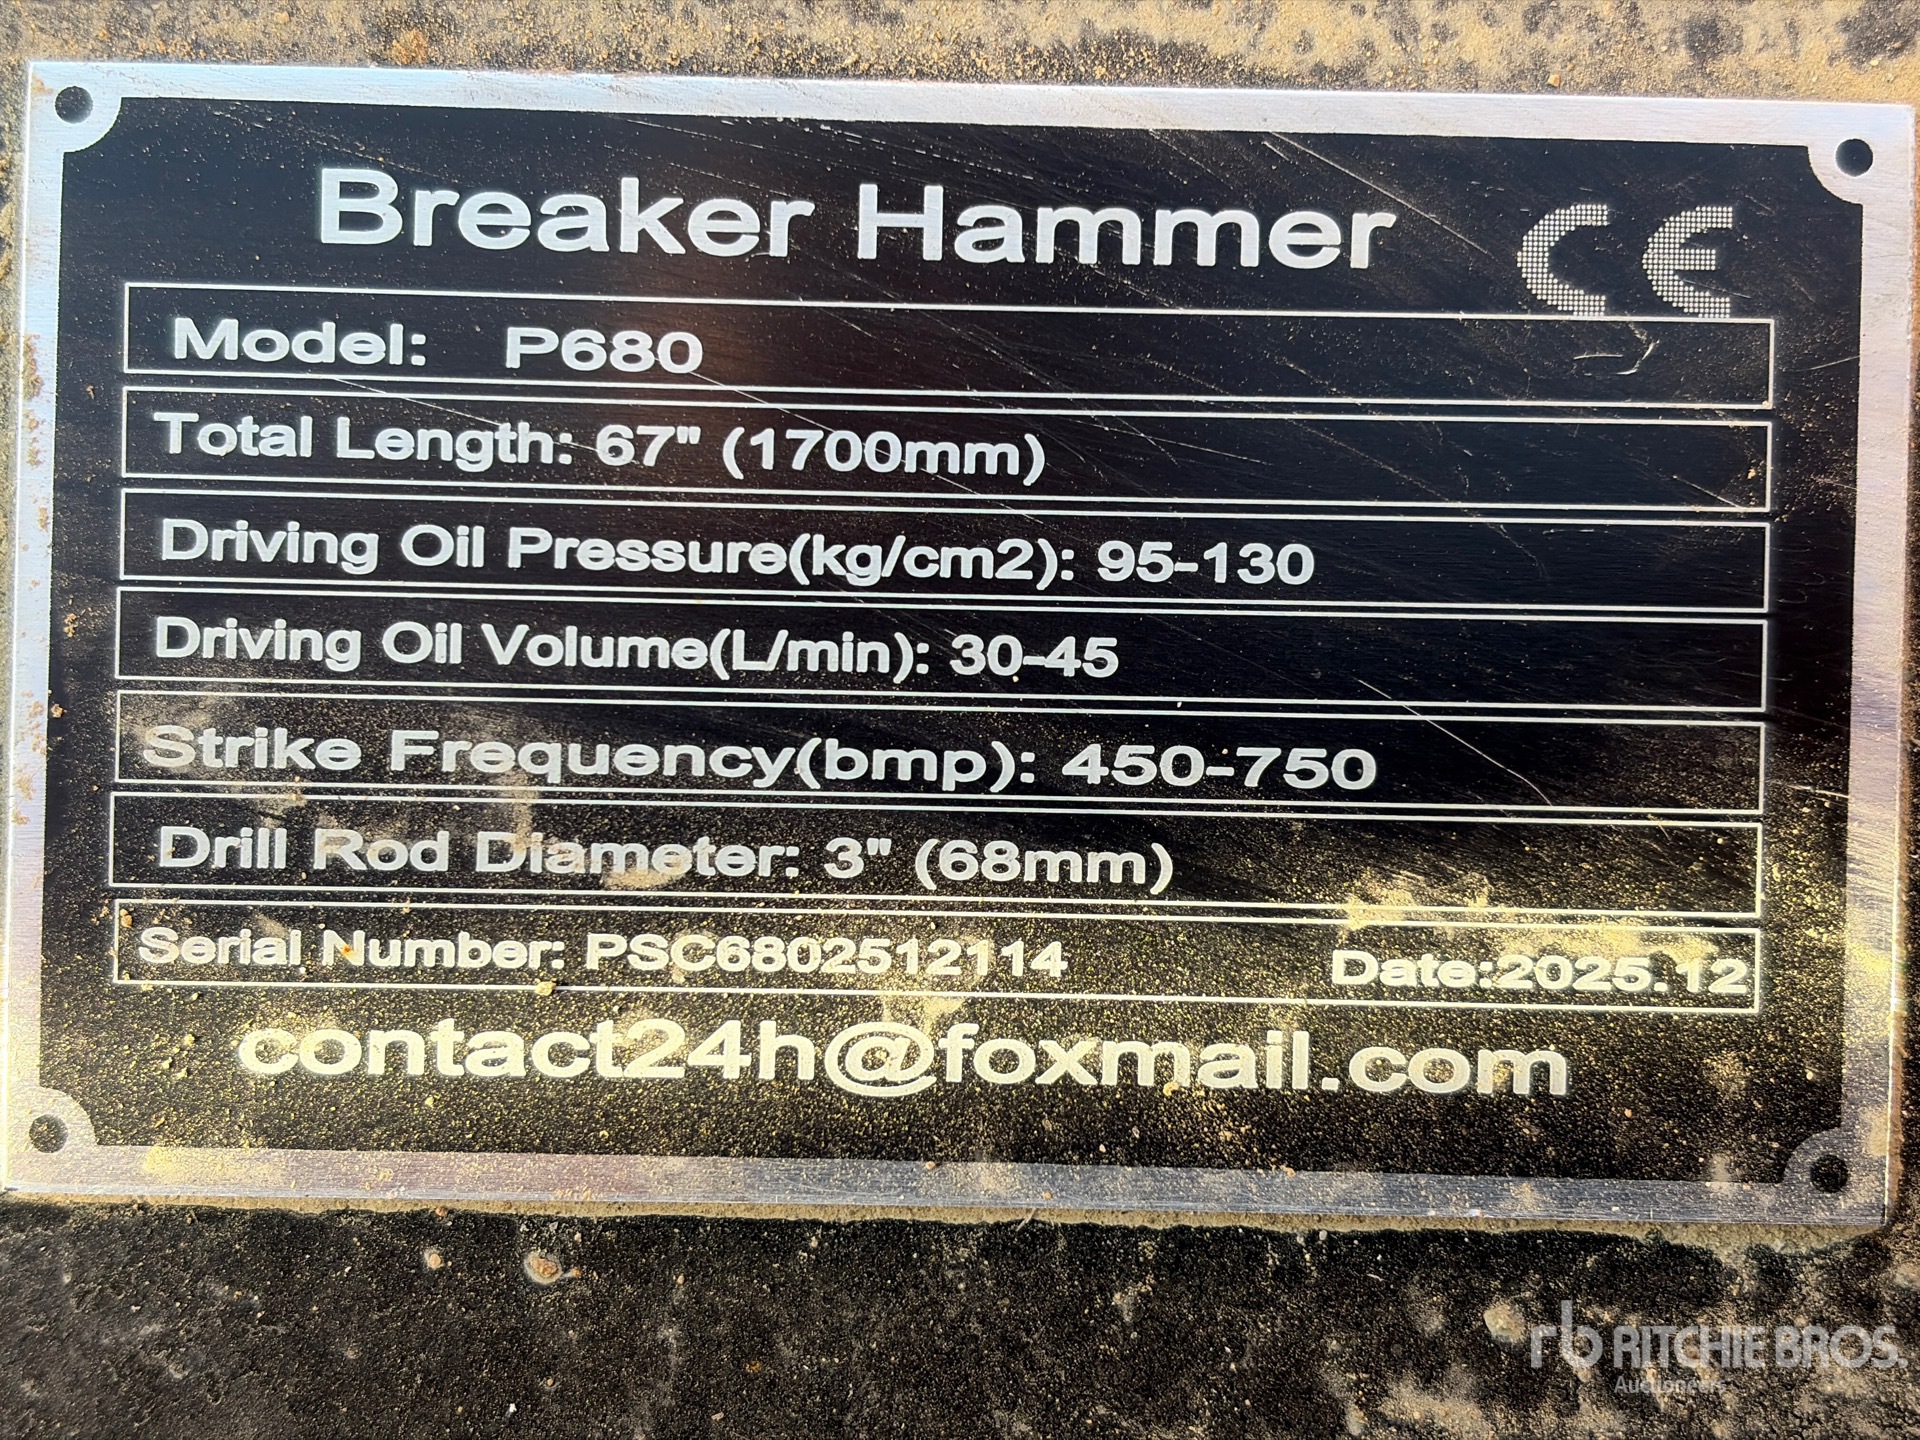 Breaker Hammer CE
Model: P680
Total Length: 67" (1700mm)
Driving Oil Pressure(kg/cm2): 95-130
Driving Oil Volume(L/min): 30-45
Strike Frequency(bmp): 450-750
Drill Rod Diameter: 3" (68mm)
Serial Number: PSC6802512114 Date:2025.12
contact24h@foxmail.com
rb RITCHIE BROS.
Auctioneers